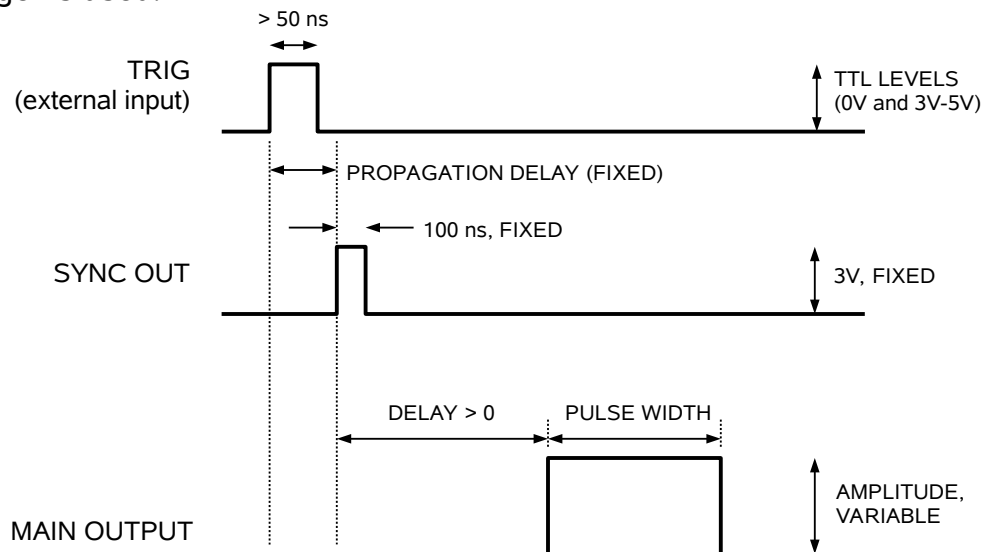 > 50 ns
TRIG
(external input)
TTL LEVELS
(0V and 3V-5V)
PROPAGATION DELAY (FIXED)
100 ns, FIXED
SYNC OUT
3V, FIXED
DELAY > 0
PULSE WIDTH
AMPLITUDE,
VARIABLE
MAIN OUTPUT